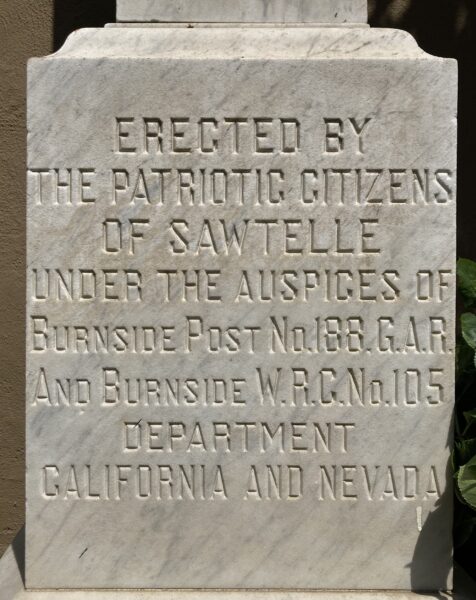 ERECTED BY
THE PATRIOTIC CITIZENS
OF SAWTELLE
UNDER THE AUSPICES OF
BURNSIDE POST NO.188.G.A.R.
AND BURNSIDE W.R.C.NO.105
DEPARTMENT
CALIFORNIA AND NEVADA